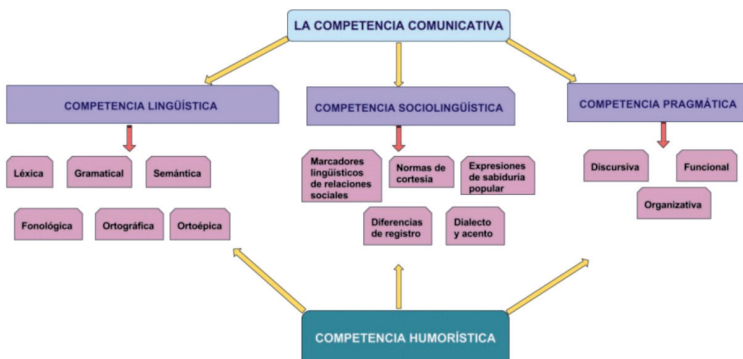 LA COMPETENCIA COMUNICATIVA
COMPETENCIA LINGÜÍSTICA
COMPETENCIA SOCIOLINGÜÍSTICA
COMPETENCIA PRAGMÁTICA
Léxica
Gramatical
Semántica
Fonológica
Ortográfica
Ortoépica
Marcadores
lingüísticos
de relaciones
sociales
Normas de
cortesía
Expresiones
de sabiduría
popular
Diferencias
de registro
Dialecto
y acento
Discursiva
Funcional
Organizativa
COMPETENCIA HUMORÍSTICA